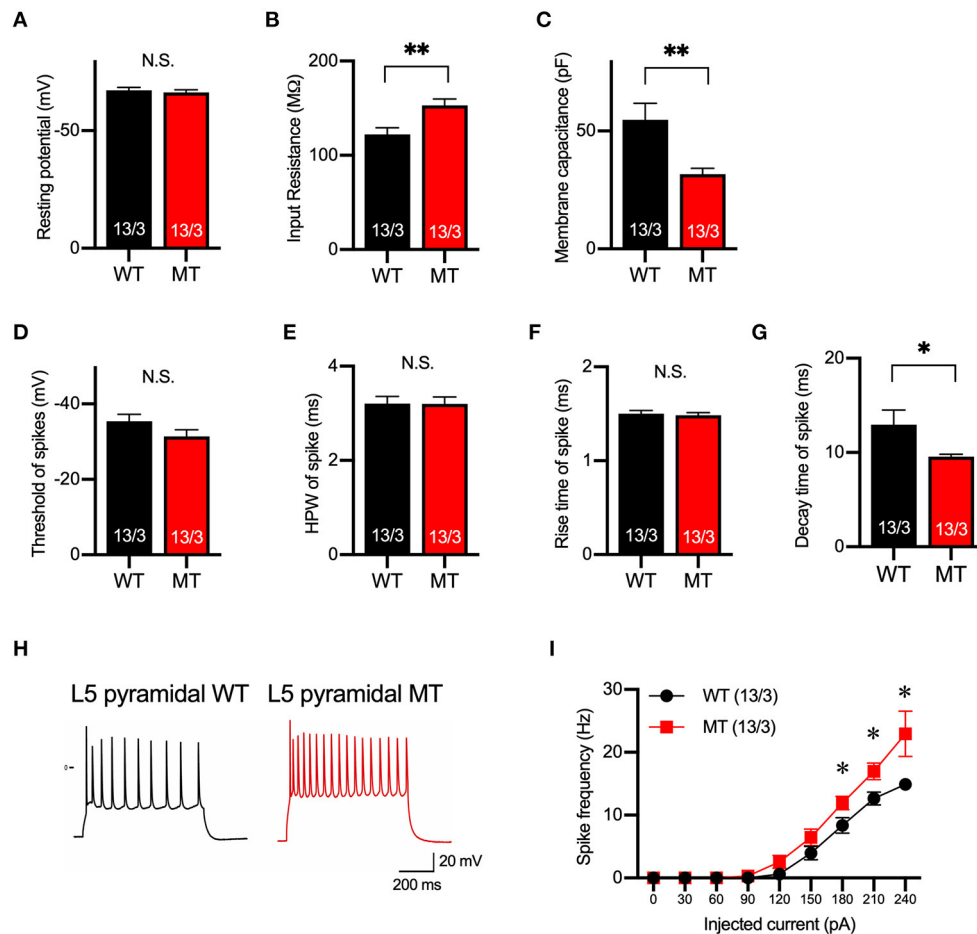 A
Resting potential (mV)
N.S.
-50
0
13/3
13/3
WT
MT
B
Input Resistance (MΩ)
**
200
100
0
13/3
13/3
WT
MT
C
Membrane capacitance (pF)
**
50
0
13/3
13/3
WT
MT
D
Threshold of spikes (mV)
N.S.
-40
-20
0
13/3
13/3
WT
MT
E
HPW of spike (ms)
N.S.
4
2
0
13/3
13/3
WT
MT
F
Rise time of spike (ms)
N.S.
2
1
0
13/3
13/3
WT
MT
G
Decay time of spike (ms)
*
20
10
0
13/3
13/3
WT
MT
H
L5 pyramidal WT
L5 pyramidal MT
0
20 mV
200 ms
I
Spike frequency (Hz)
WT (13/3)
MT (13/3)
30
20
10
0
* * *
0 30 60 90 120 150 180 210 240
Injected current (pA)